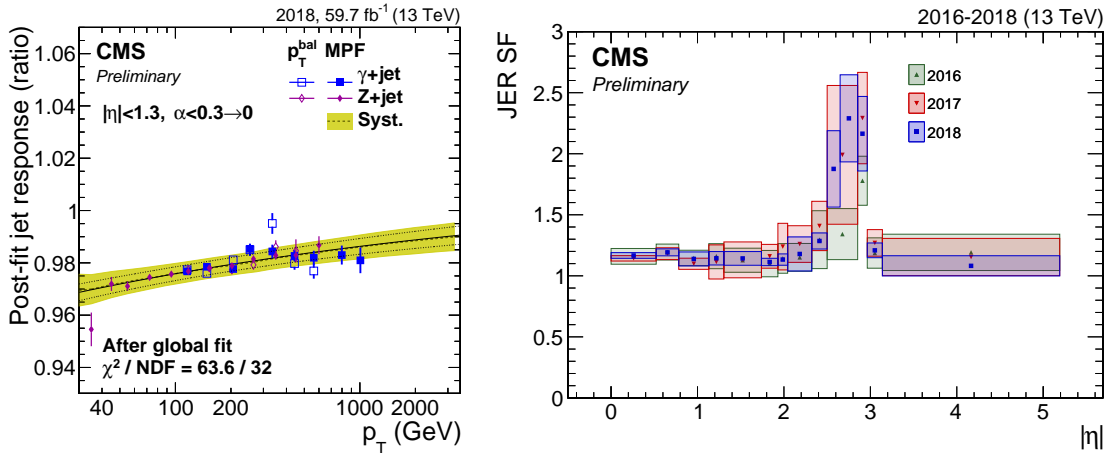 2018, 59.7 fb⁻¹ (13 TeV)
CMS
Preliminary
p_T^bal MPF
γ+jet
Z+jet
Syst.
|η|<1.3, α<0.3→0
After global fit
χ² / NDF = 63.6 / 32
Post-fit jet response (ratio)
1.06
1.04
1.02
1
0.98
0.96
0.94
40 100 200 1000 2000
p_T (GeV)
2016-2018 (13 TeV)
CMS
Preliminary
2016
2017
2018
JER SF
3
2.5
2
1.5
1
0.5
0
0 1 2 3 4 5
|η|